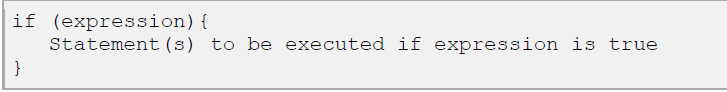 if (expression){
   Statement(s) to be executed if expression is true
}